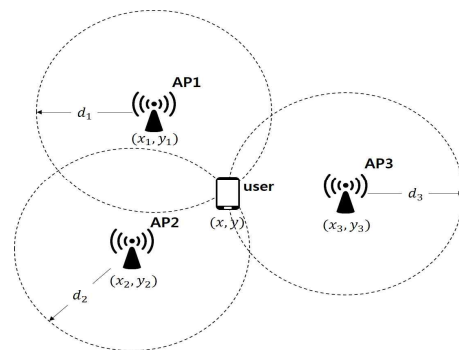 AP1
d₁
(x₁, y₁)
AP3
user
d₃
AP2
(x, y)
(x₃, y₃)
(x₂, y₂)
d₂